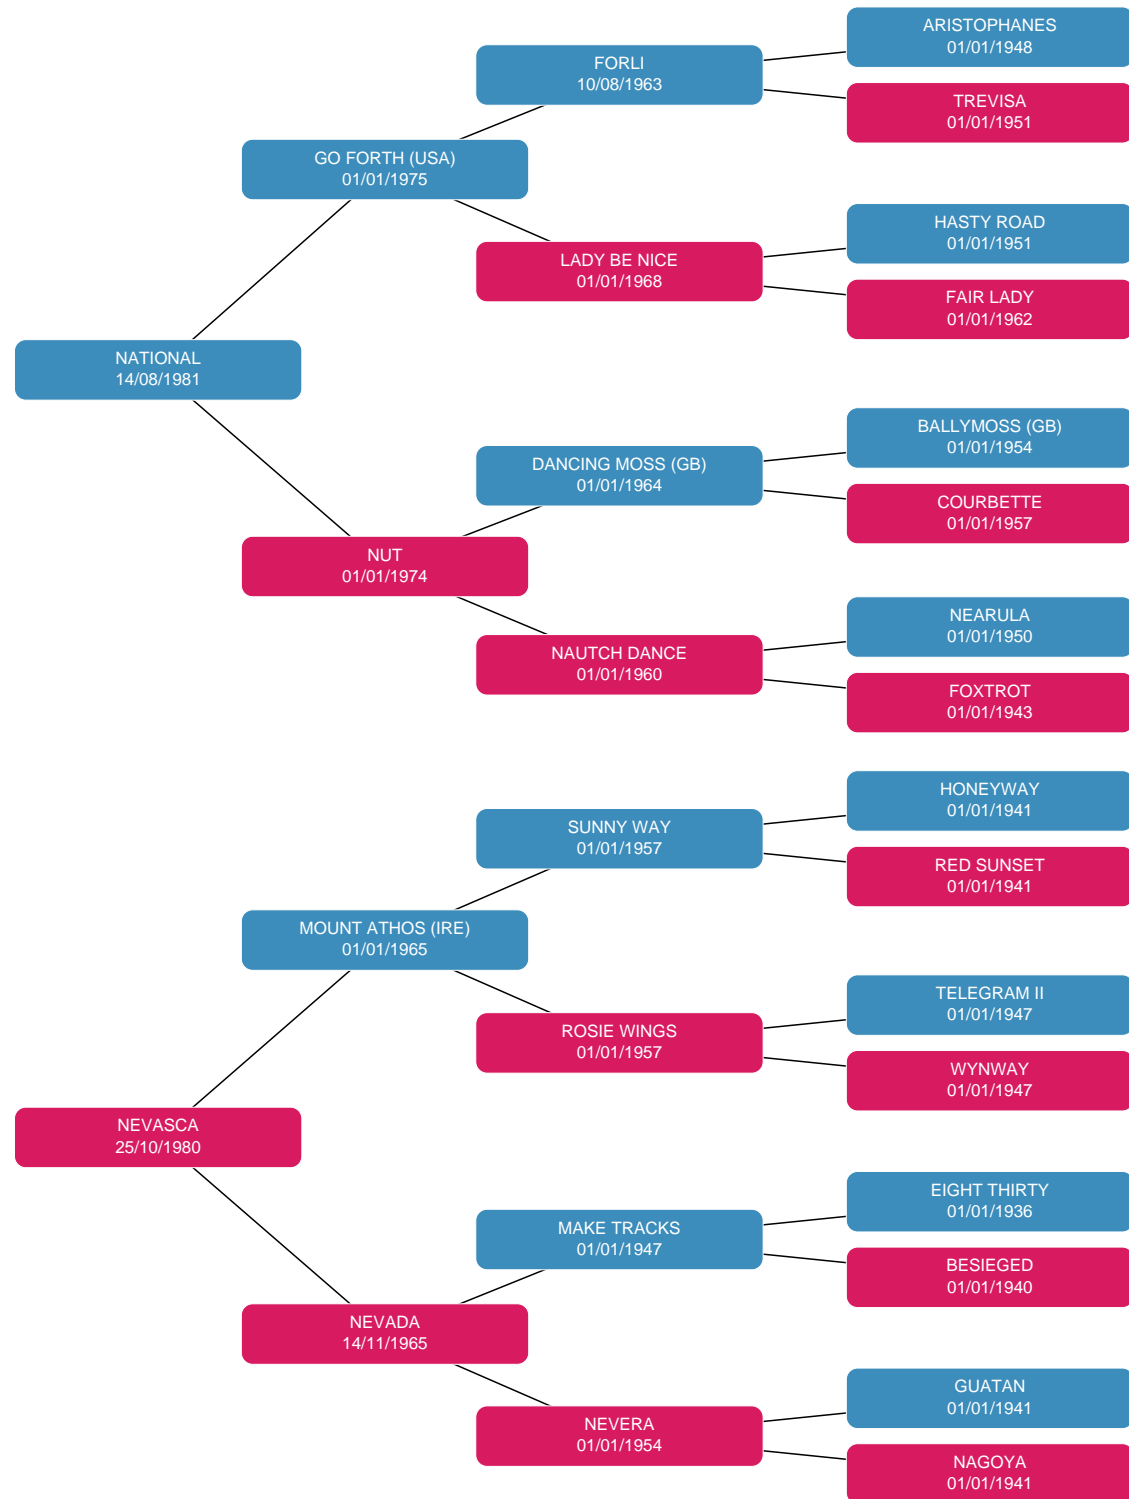 ARISTOPHANES
01/01/1948
FORLI
10/08/1963
TREVISA
01/01/1951
GO FORTH (USA)
01/01/1975
HASTY ROAD
01/01/1951
LADY BE NICE
01/01/1968
FAIR LADY
01/01/1962
NATIONAL
14/08/1981
BALLYMOSS (GB)
01/01/1954
DANCING MOSS (GB)
01/01/1964
COURBETTE
01/01/1957
NUT
01/01/1974
NEARULA
01/01/1950
NAUTCH DANCE
01/01/1960
FOXTROT
01/01/1943
HONEYWAY
01/01/1941
SUNNY WAY
01/01/1957
RED SUNSET
01/01/1941
MOUNT ATHOS (IRE)
01/01/1965
TELEGRAM II
01/01/1947
ROSIE WINGS
01/01/1957
WYNWAY
01/01/1947
NEVASCA
25/10/1980
EIGHT THIRTY
01/01/1936
MAKE TRACKS
01/01/1947
BESIEGED
01/01/1940
NEVADA
14/11/1965
GUATAN
01/01/1941
NEVERA
01/01/1954
NAGOYA
01/01/1941